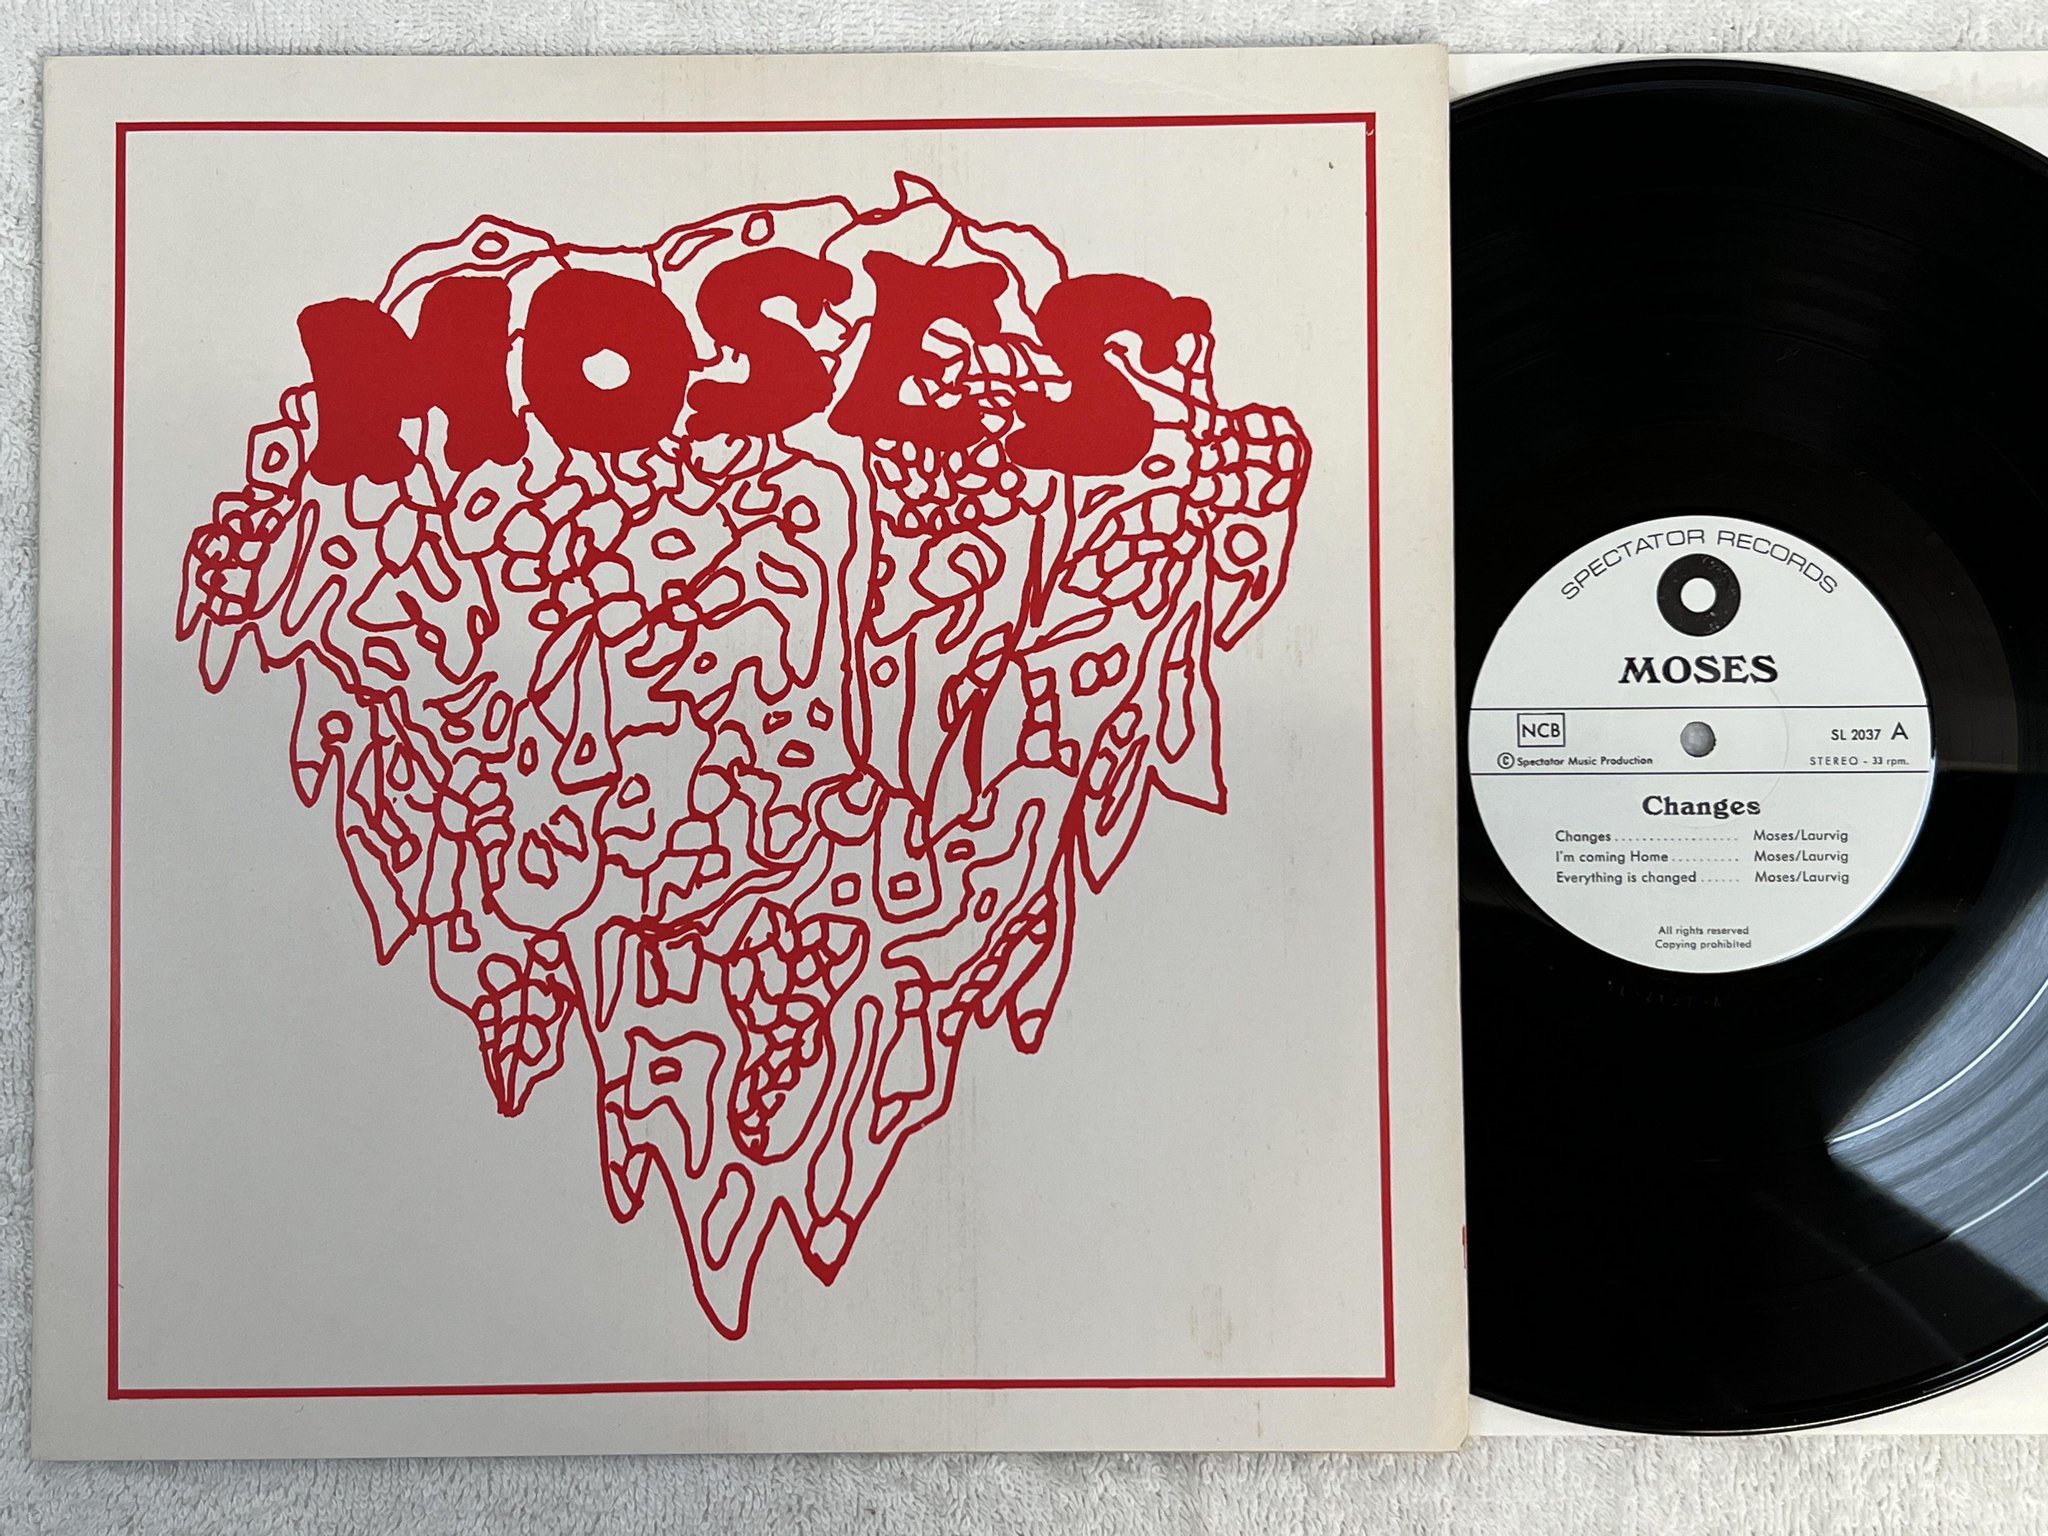 MOSES
SPECTATOR RECORDS
MOSES
NCB
SL 2037 A
© Spectator Music Production
STEREO - 33 rpm.
Changes
Changes.................. Moses/Laurvig
I'm coming Home.......... Moses/Laurvig
Everything is changed...... Moses/Laurvig
All rights reserved
Copying prohibited